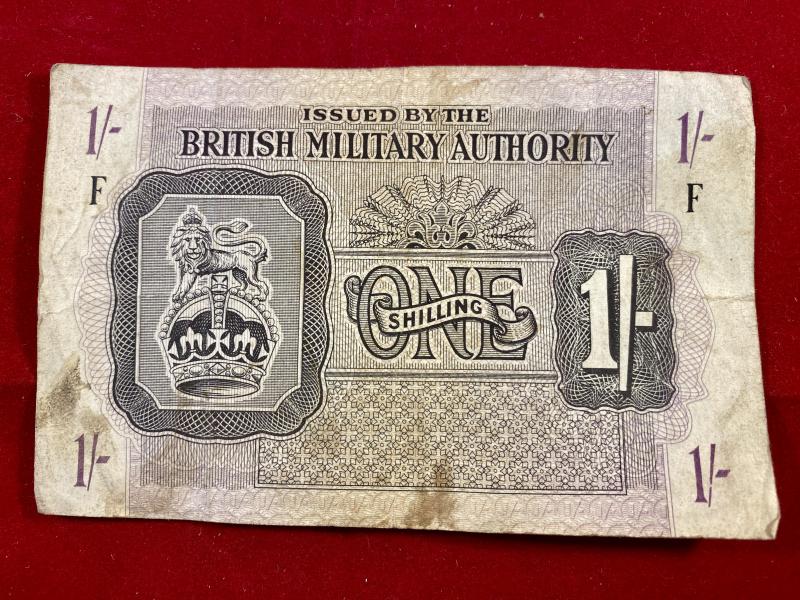 ISSUED BY THE
BRITISH MILITARY AUTHORITY
1/- 1/-
F F
ONE
SHILLING
1/-
1/- 1/-